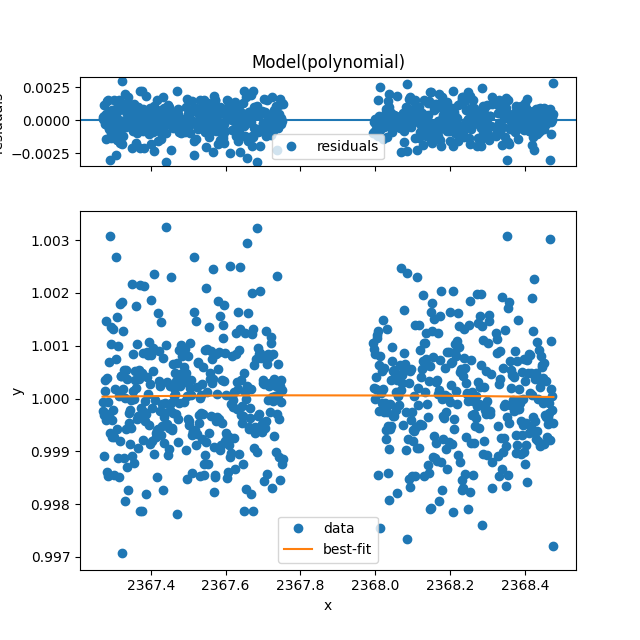 Model(polynomial)
0.0025
0.0000
−0.0025
residuals
residuals
1.003
1.002
1.001
1.000
0.999
0.998
0.997
y
data
best-fit
2367.4 2367.6 2367.8 2368.0 2368.2 2368.4
x